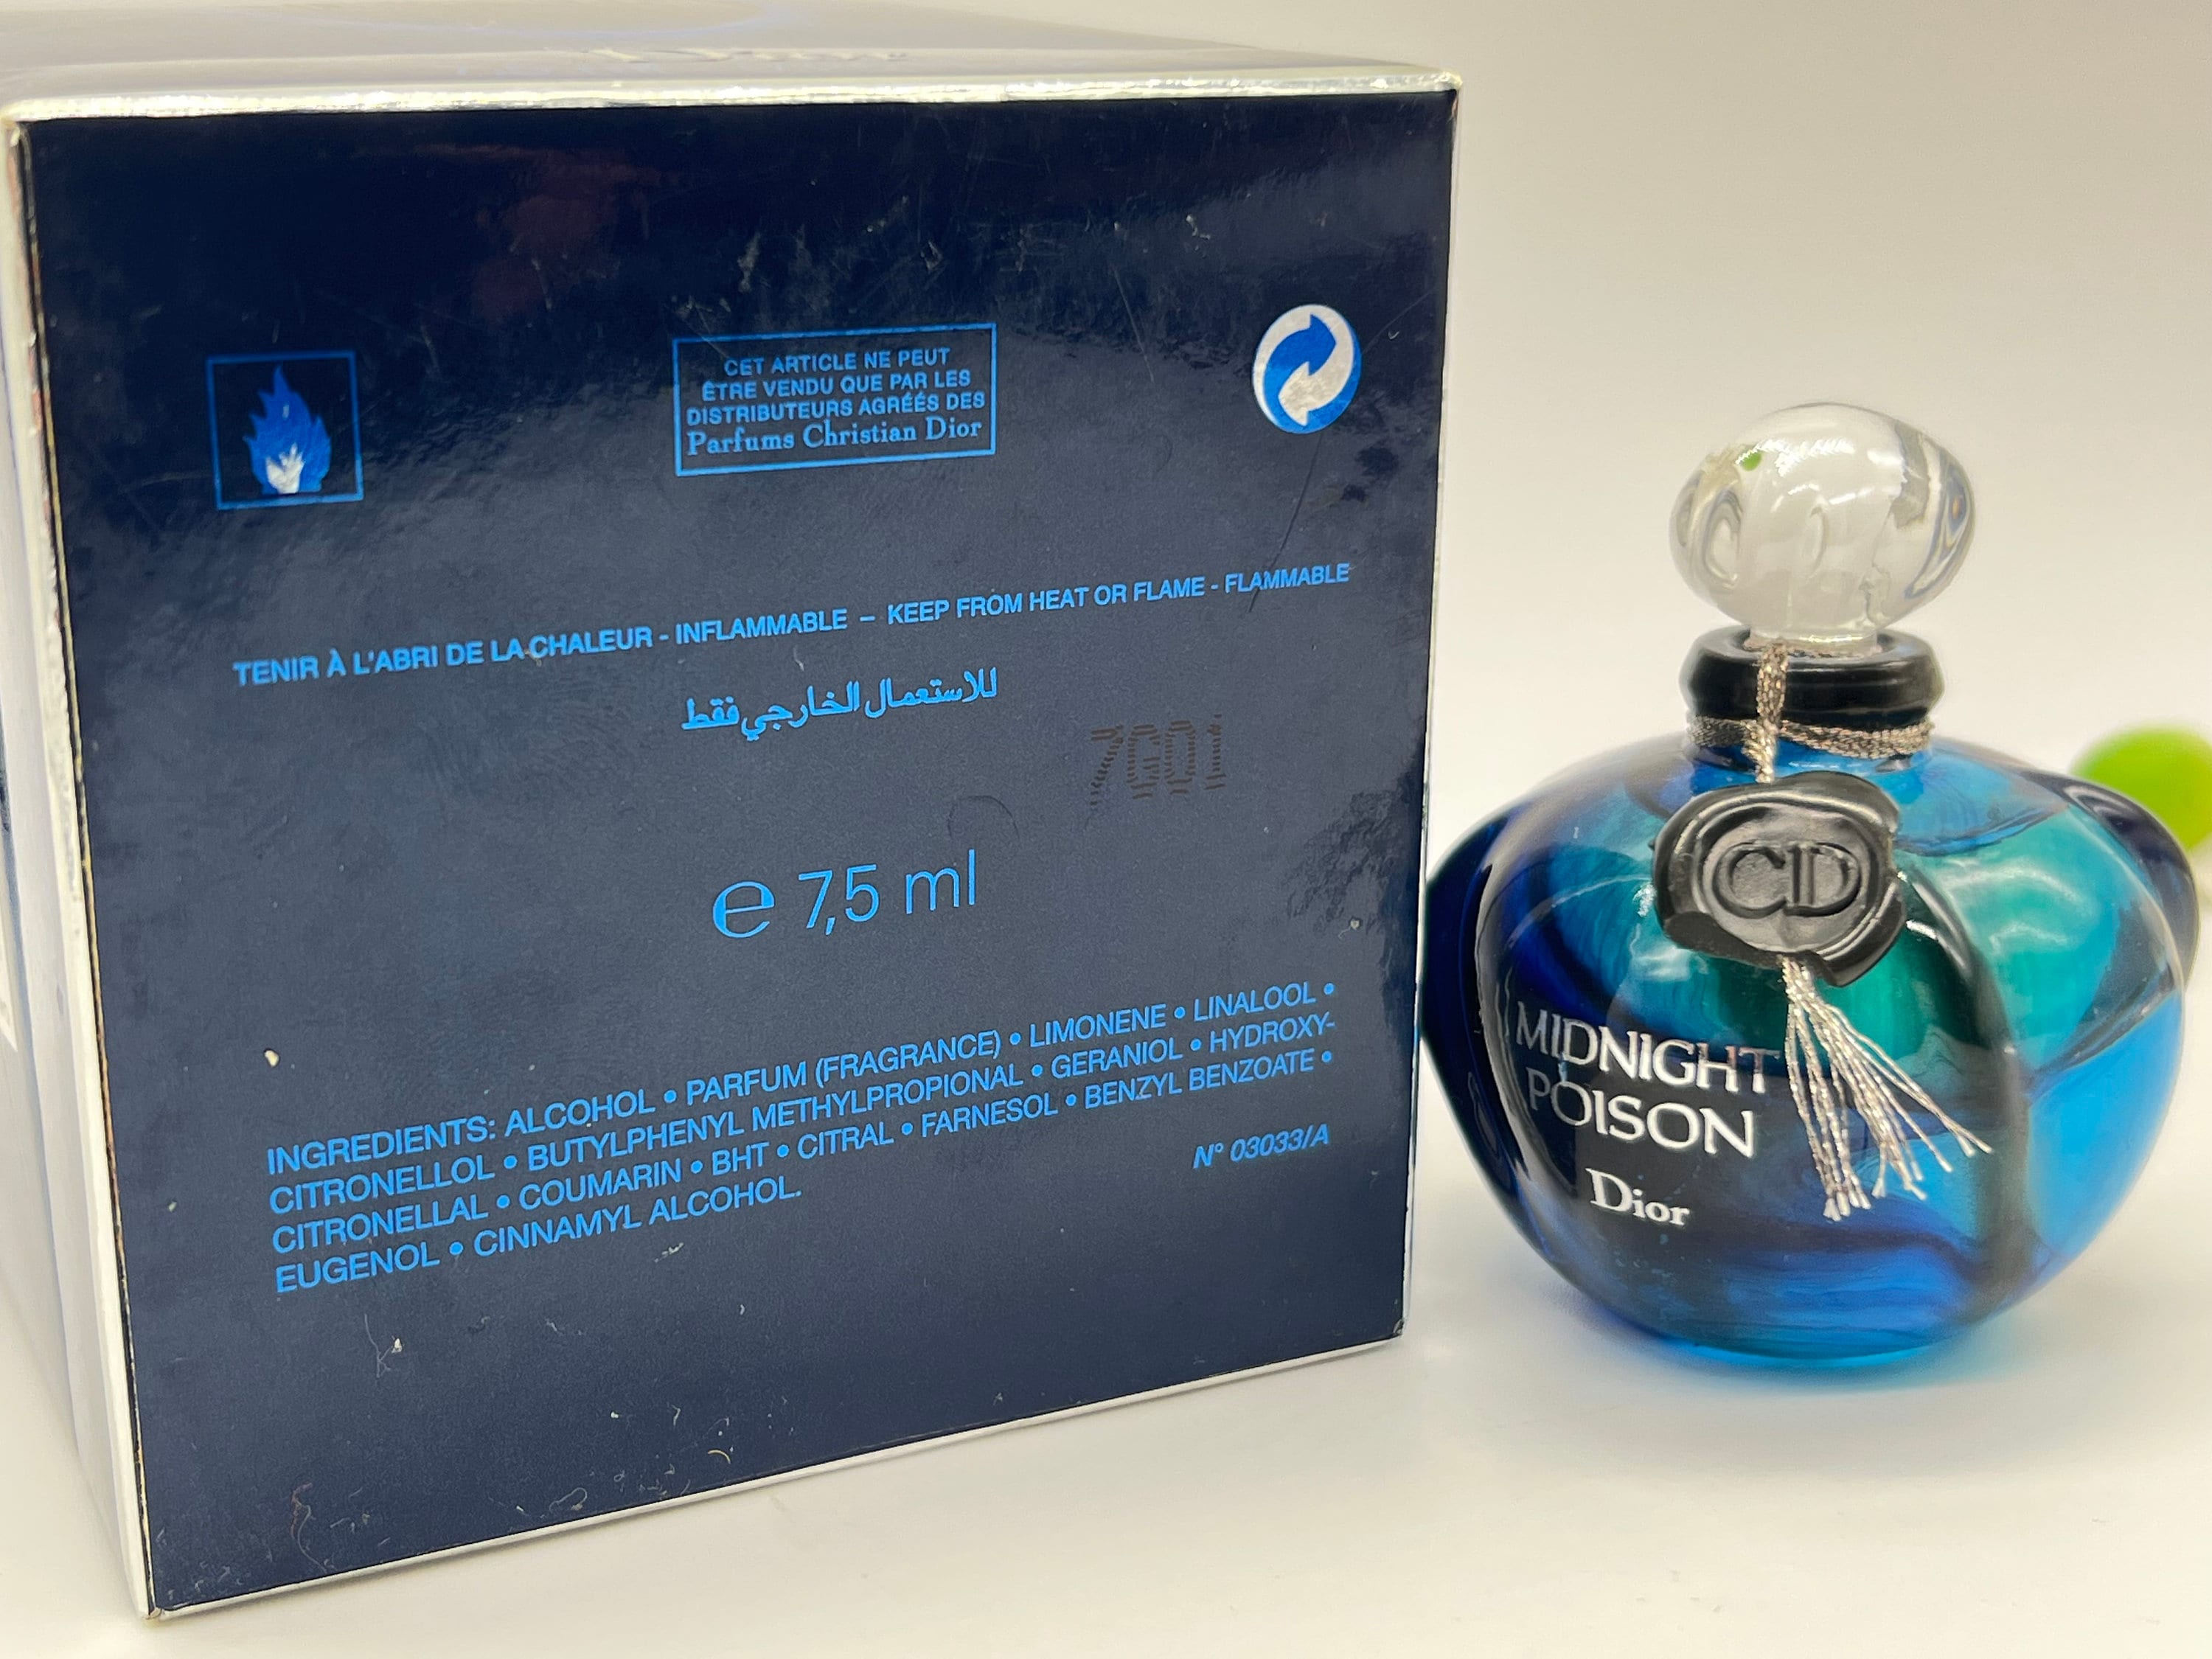 CET ARTICLE NE PEUT
ÊTRE VENDU QUE PAR LES
DISTRIBUTEURS AGRÉÉS DES
Parfums Christian Dior
TENIR À L'ABRI DE LA CHALEUR - INFLAMMABLE – KEEP FROM HEAT OR FLAME - FLAMMABLE
للاستعمال الخارجي فقط
e 7,5 ml
INGREDIENTS: ALCOHOL • PARFUM (FRAGRANCE) • LIMONENE • LINALOOL •
CITRONELLOL • BUTYLPHENYL METHYLPROPIONAL • GERANIOL • HYDROXY-
CITRONELLAL • COUMARIN • BHT • CITRAL • FARNESOL • BENZYL BENZOATE •
EUGENOL • CINNAMYL ALCOHOL.
N° 03033/A
CD
MIDNIGHT
POISON
Dior